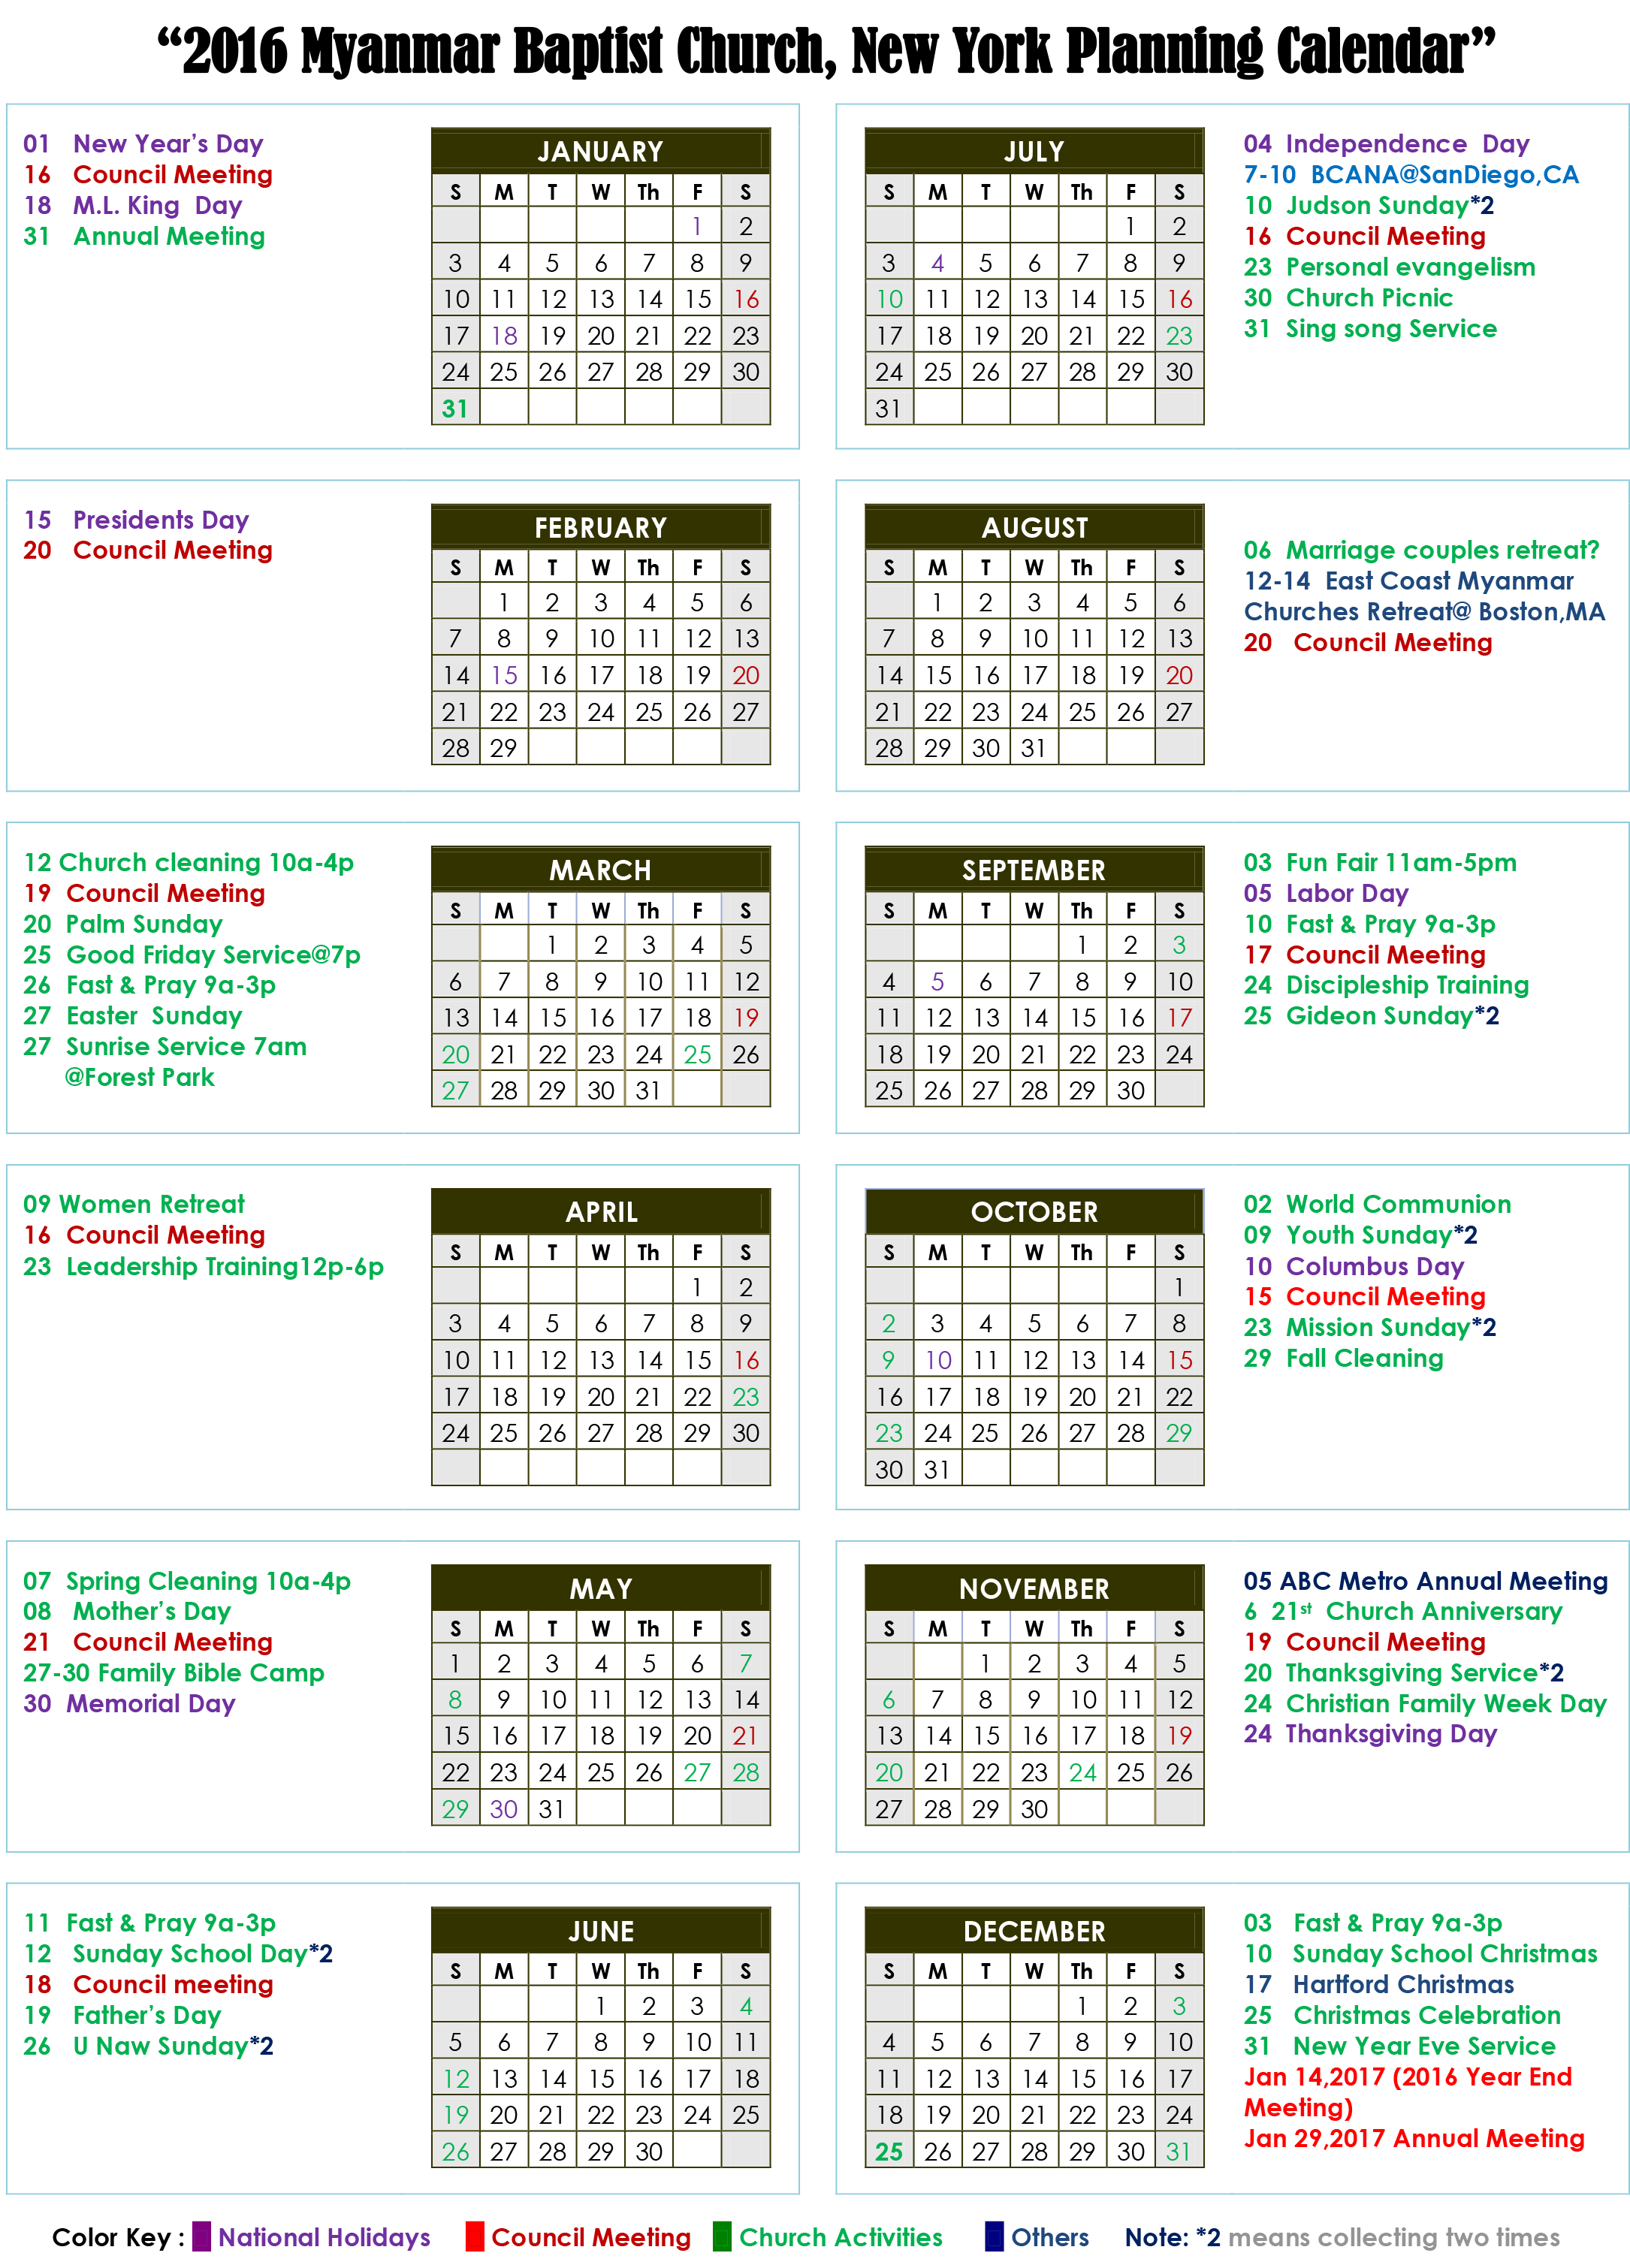 “2016 Myanmar Baptist Church, New York Planning Calendar”
01 New Year’s Day
16 Council Meeting
18 M.L. King Day
31 Annual Meeting
JANUARY
S M T W Th F S
1 2
3 4 5 6 7 8 9
10 11 12 13 14 15 16
17 18 19 20 21 22 23
24 25 26 27 28 29 30
31
JULY
S M T W Th F S
1 2
3 4 5 6 7 8 9
10 11 12 13 14 15 16
17 18 19 20 21 22 23
24 25 26 27 28 29 30
31
04 Independence Day
7-10 BCANA@SanDiego,CA
10 Judson Sunday*2
16 Council Meeting
23 Personal evangelism
30 Church Picnic
31 Sing song Service
15 Presidents Day
20 Council Meeting
FEBRUARY
S M T W Th F S
1 2 3 4 5 6
7 8 9 10 11 12 13
14 15 16 17 18 19 20
21 22 23 24 25 26 27
28 29
AUGUST
S M T W Th F S
1 2 3 4 5 6
7 8 9 10 11 12 13
14 15 16 17 18 19 20
21 22 23 24 25 26 27
28 29 30 31
06 Marriage couples retreat?
12-14 East Coast Myanmar
Churches Retreat@ Boston,MA
20 Council Meeting
12 Church cleaning 10a-4p
19 Council Meeting
20 Palm Sunday
25 Good Friday Service@7p
26 Fast & Pray 9a-3p
27 Easter Sunday
27 Sunrise Service 7am
@Forest Park
MARCH
S M T W Th F S
1 2 3 4 5
6 7 8 9 10 11 12
13 14 15 16 17 18 19
20 21 22 23 24 25 26
27 28 29 30 31
SEPTEMBER
S M T W Th F S
1 2 3
4 5 6 7 8 9 10
11 12 13 14 15 16 17
18 19 20 21 22 23 24
25 26 27 28 29 30
03 Fun Fair 11am-5pm
05 Labor Day
10 Fast & Pray 9a-3p
17 Council Meeting
24 Discipleship Training
25 Gideon Sunday*2
09 Women Retreat
16 Council Meeting
23 Leadership Training12p-6p
APRIL
S M T W Th F S
1 2
3 4 5 6 7 8 9
10 11 12 13 14 15 16
17 18 19 20 21 22 23
24 25 26 27 28 29 30
OCTOBER
S M T W Th F S
1
2 3 4 5 6 7 8
9 10 11 12 13 14 15
16 17 18 19 20 21 22
23 24 25 26 27 28 29
30 31
02 World Communion
09 Youth Sunday*2
10 Columbus Day
15 Council Meeting
23 Mission Sunday*2
29 Fall Cleaning
07 Spring Cleaning 10a-4p
08 Mother’s Day
21 Council Meeting
27-30 Family Bible Camp
30 Memorial Day
MAY
S M T W Th F S
1 2 3 4 5 6 7
8 9 10 11 12 13 14
15 16 17 18 19 20 21
22 23 24 25 26 27 28
29 30 31
NOVEMBER
S M T W Th F S
1 2 3 4 5
6 7 8 9 10 11 12
13 14 15 16 17 18 19
20 21 22 23 24 25 26
27 28 29 30
05 ABC Metro Annual Meeting
6 21st Church Anniversary
19 Council Meeting
20 Thanksgiving Service*2
24 Christian Family Week Day
24 Thanksgiving Day
11 Fast & Pray 9a-3p
12 Sunday School Day*2
18 Council meeting
19 Father’s Day
26 U Naw Sunday*2
JUNE
S M T W Th F S
1 2 3 4
5 6 7 8 9 10 11
12 13 14 15 16 17 18
19 20 21 22 23 24 25
26 27 28 29 30
DECEMBER
S M T W Th F S
1 2 3
4 5 6 7 8 9 10
11 12 13 14 15 16 17
18 19 20 21 22 23 24
25 26 27 28 29 30 31
03 Fast & Pray 9a-3p
10 Sunday School Christmas
17 Hartford Christmas
25 Christmas Celebration
31 New Year Eve Service
Jan 14,2017 (2016 Year End
Meeting)
Jan 29,2017 Annual Meeting
Color Key : National Holidays Council Meeting Church Activities Others Note: *2 means collecting two times